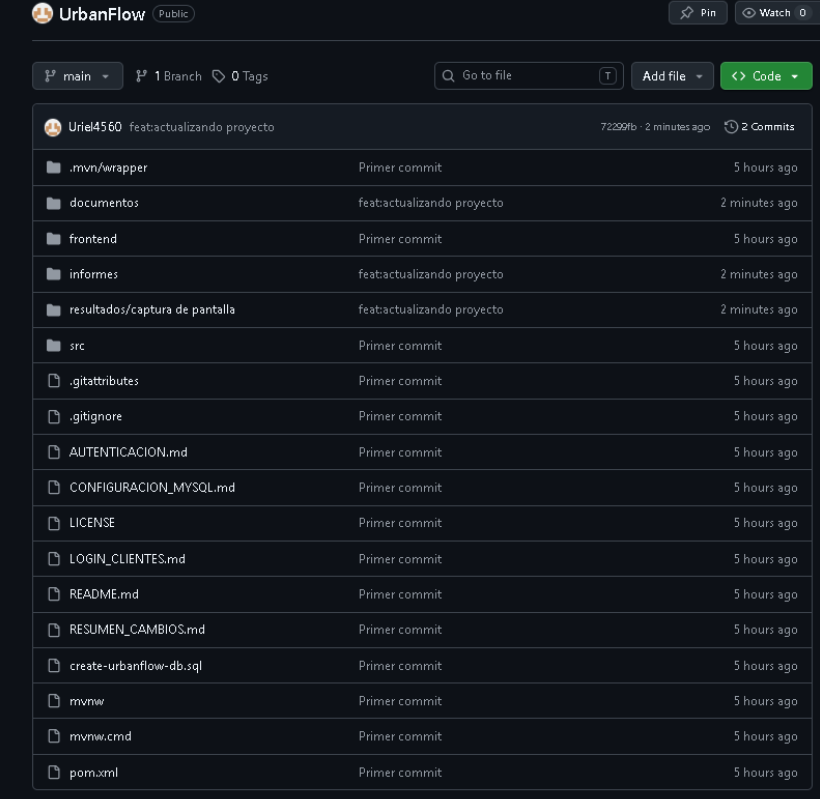 UrbanFlow Public Pin Watch 0
main 1 Branch 0 Tags Go to file T Add file Code
Uriel4560 feat:actualizando proyecto 72299fb · 2 minutes ago 2 Commits
.mvn/wrapper Primer commit 5 hours ago
documentos feat:actualizando proyecto 2 minutes ago
frontend Primer commit 5 hours ago
informes feat:actualizando proyecto 2 minutes ago
resultados/captura de pantalla feat:actualizando proyecto 2 minutes ago
src Primer commit 5 hours ago
.gitattributes Primer commit 5 hours ago
.gitignore Primer commit 5 hours ago
AUTENTICACION.md Primer commit 5 hours ago
CONFIGURACION_MYSQL.md Primer commit 5 hours ago
LICENSE Primer commit 5 hours ago
LOGIN_CLIENTES.md Primer commit 5 hours ago
README.md Primer commit 5 hours ago
RESUMEN_CAMBIOS.md Primer commit 5 hours ago
create-urbanflow-db.sql Primer commit 5 hours ago
mvnw Primer commit 5 hours ago
mvnw.cmd Primer commit 5 hours ago
pom.xml Primer commit 5 hours ago